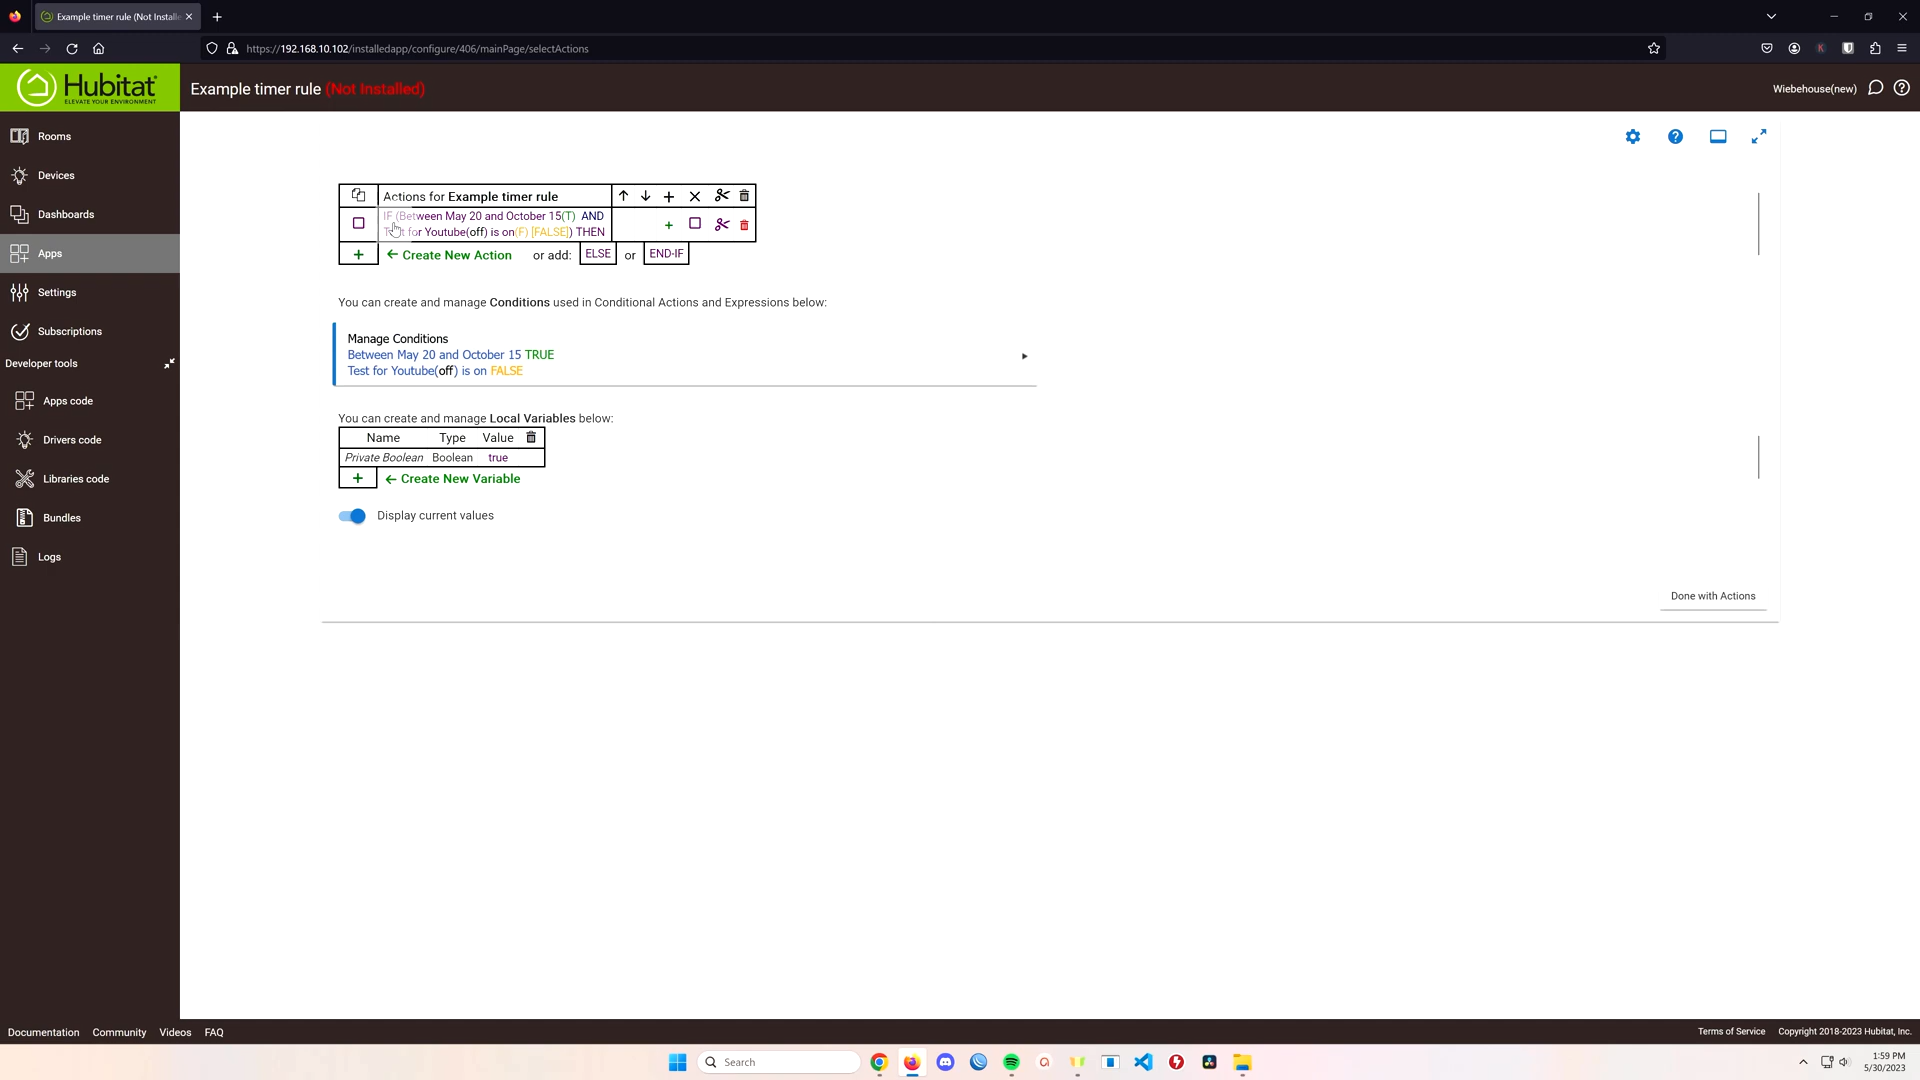 Example timer rule (Not Installe
https://192.168.10.102/installedapp/configure/406/mainPage/selectActions
Hubitat
ELEVATE YOUR ENVIRONMENT
Example timer rule (Not Installed)
Wiebehouse(new)
Rooms
Devices
Dashboards
Apps
Settings
Subscriptions
Developer tools
Apps code
Drivers code
Libraries code
Bundles
Logs
Actions for Example timer rule
IF (Between May 20 and October 15(T) AND
Test for Youtube(off) is on(F) [FALSE]) THEN
Create New Action or add: ELSE or END-IF
You can create and manage Conditions used in Conditional Actions and Expressions below:
Manage Conditions
Between May 20 and October 15 TRUE
Test for Youtube(off) is on FALSE
You can create and manage Local Variables below:
Name Type Value
Private Boolean Boolean true
Create New Variable
Display current values
Done with Actions
Documentation Community Videos FAQ
Terms of Service Copyright 2018-2023 Hubitat, Inc.
Search
1:59 PM
5/30/2023